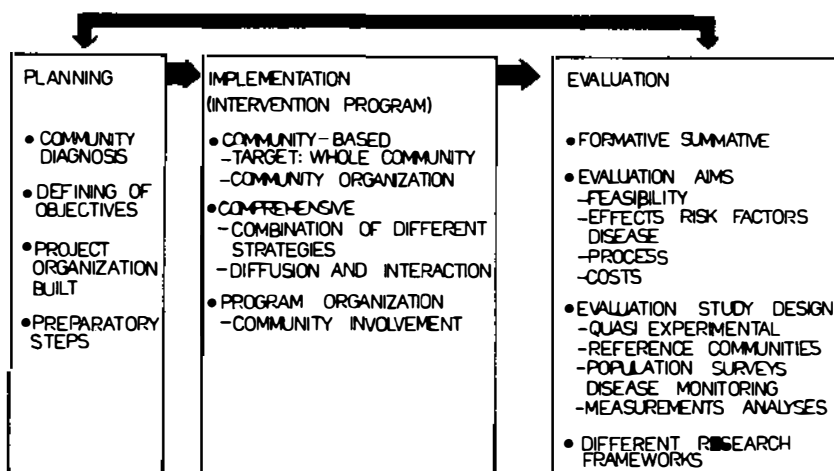 PLANNING
• COMMUNITY
DIAGNOSIS
• DEFINING OF
OBJECTIVES
• PROJECT
ORGANIZATION
BUILT
• PREPARATORY
STEPS
IMPLEMENTATION
(INTERVENTION PROGRAM)
• COMMUNITY-BASED
-TARGET: WHOLE COMMUNITY
-COMMUNITY ORGANIZATION
• COMPREHENSIVE
-COMBINATION OF DIFFERENT
STRATEGIES
-DIFFUSION AND INTERACTION
• PROGRAM ORGANIZATION
-COMMUNITY INVOLVEMENT
EVALUATION
• FORMATIVE SUMMATIVE
• EVALUATION AIMS
-FEASIBILITY
-EFFECTS RISK FACTORS
DISEASE
-PROCESS
-COSTS
• EVALUATION STUDY DESIGN
-QUASI EXPERIMENTAL
-REFERENCE COMMUNITIES
-POPULATION SURVEYS
DISEASE MONITORING
-MEASUREMENTS ANALYSES
• DIFFERENT RESEARCH
FRAMEWORKS